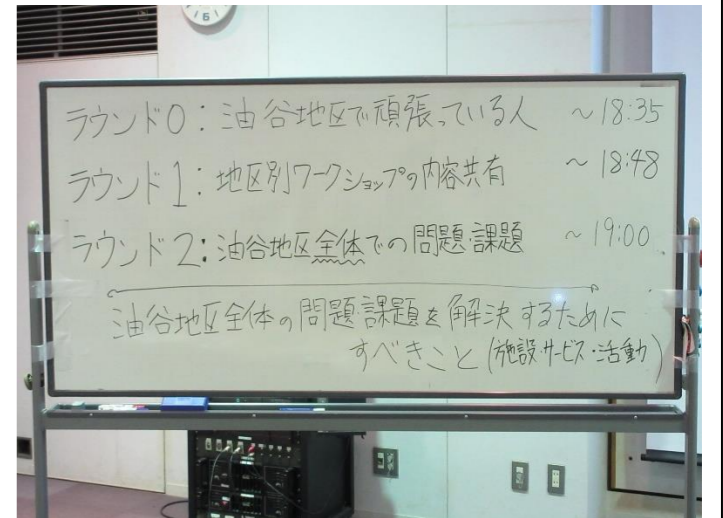 ラウンド0:油谷地区で頑張っている人 ～18:35
ラウンド1:地区別ワークショップの内容共有 ～18:48
ラウンド2:油谷地区全体での問題・課題 ～19:00
油谷地区全体の問題・課題を解決するために
すべきこと(施設・サービス・活動)